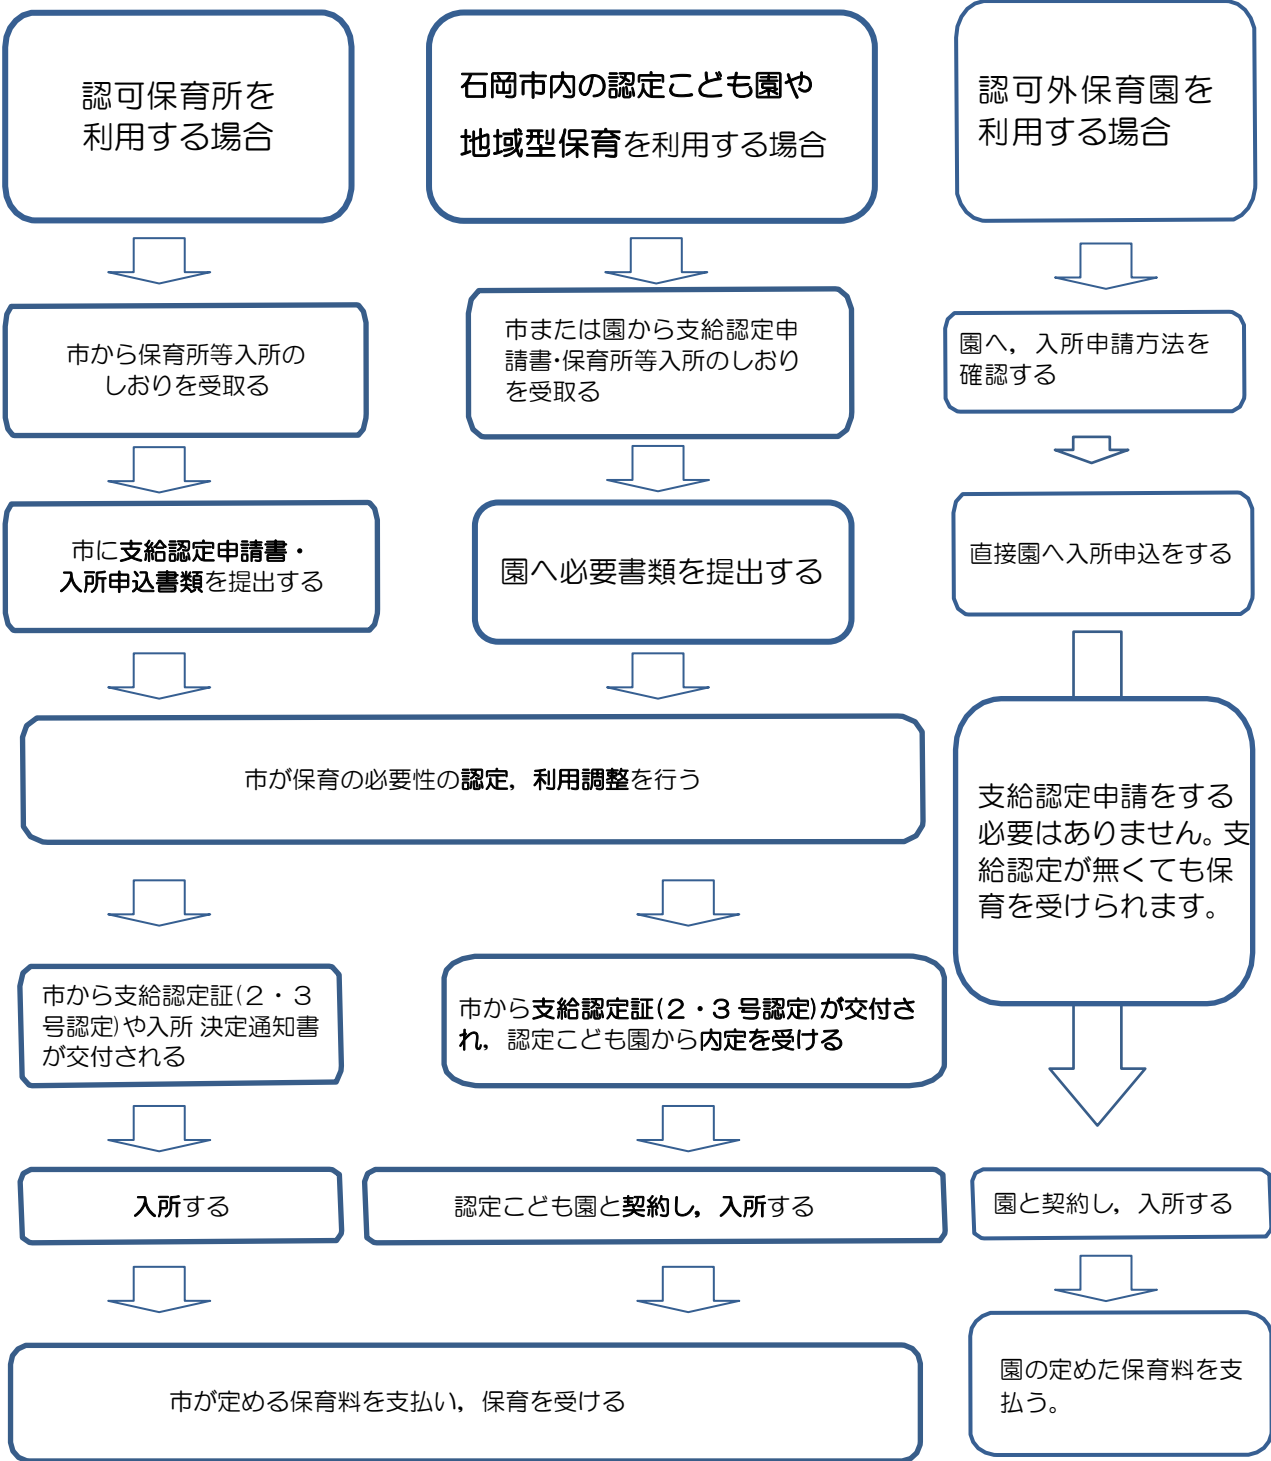 認可保育所を
利用する場合
石岡市内の認定こども園や
地域型保育を利用する場合
認可外保育園を
利用する場合
市から保育所等入所の
しおりを受取る
市または園から支給認定申
請書・保育所等入所のしおり
を受取る
園へ，入所申請方法を
確認する
市に支給認定申請書・
入所申込書類を提出する
園へ必要書類を提出する
直接園へ入所申込をする
市が保育の必要性の認定，利用調整を行う
支給認定申請をする
必要はありません。支
給認定が無くても保
育を受けられます。
市から支給認定証(２・３
号認定)や入所 決定通知書
が交付される
市から支給認定証(２・３号認定)が交付さ
れ，認定こども園から内定を受ける
入所する
認定こども園と契約し，入所する
園と契約し，入所する
市が定める保育料を支払い，保育を受ける
園の定めた保育料を支
払う。